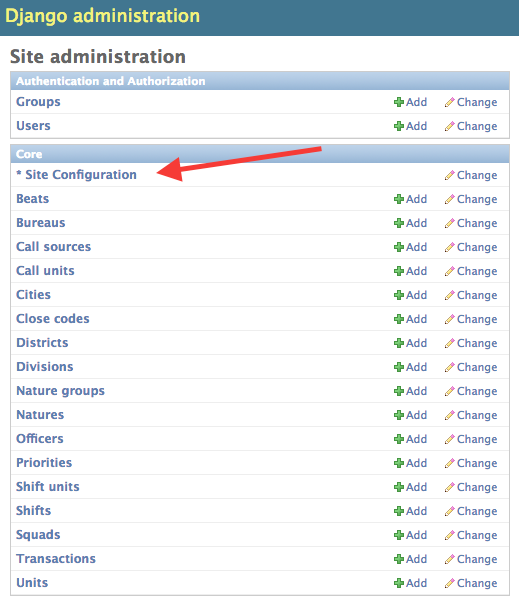 Django administration
Site administration
Authentication and Authorization
Groups Add Change
Users Add Change
Core
* Site Configuration Change
Beats Add Change
Bureaus Add Change
Call sources Add Change
Call units Add Change
Cities Add Change
Close codes Add Change
Districts Add Change
Divisions Add Change
Nature groups Add Change
Natures Add Change
Officers Add Change
Priorities Add Change
Shift units Add Change
Shifts Add Change
Squads Add Change
Transactions Add Change
Units Add Change